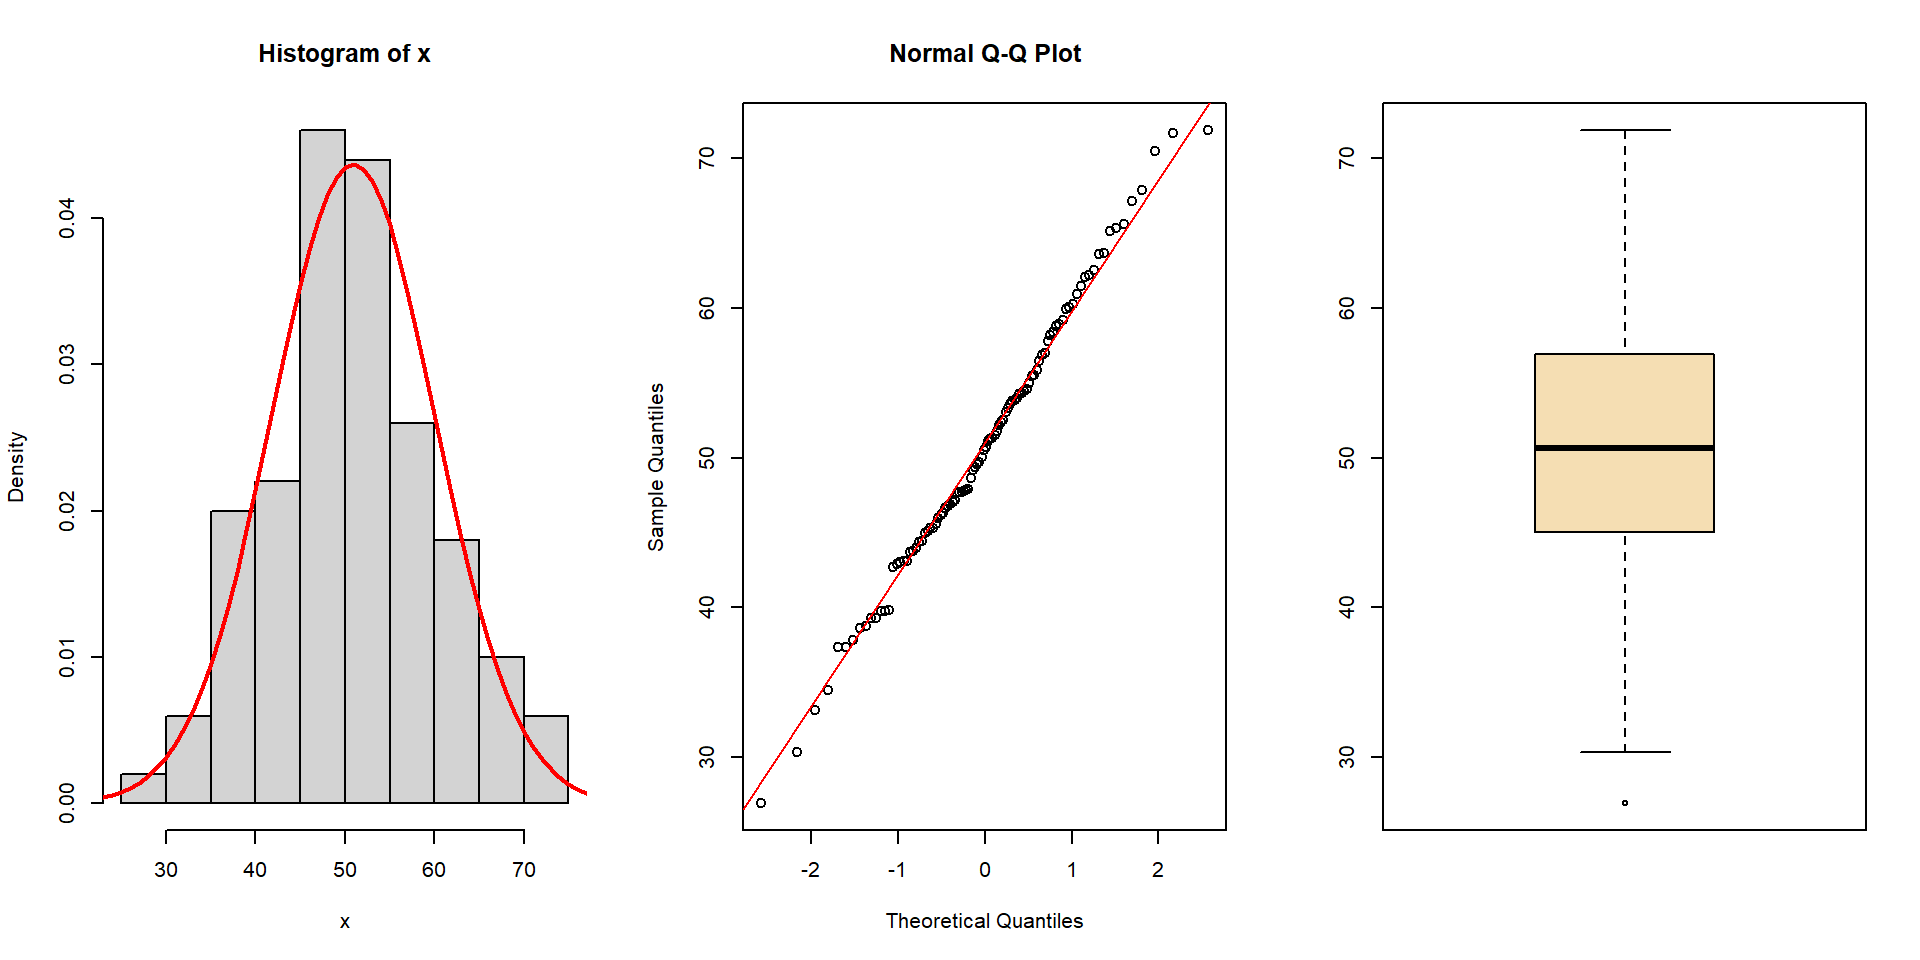 Histogram of x
Density
0.00
0.01
0.02
0.03
0.04
30 40 50 60 70
x
Normal Q-Q Plot
Sample Quantiles
30
40
50
60
70
-2 -1 0 1 2
Theoretical Quantiles
30
40
50
60
70